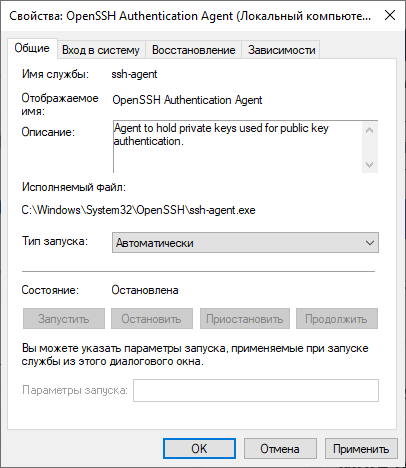 Свойства: OpenSSH Authentication Agent (Локальный компьюте...
Общие Вход в систему Восстановление Зависимости
Имя службы: ssh-agent
Отображаемое имя: OpenSSH Authentication Agent
Описание: Agent to hold private keys used for public key
authentication.
Исполняемый файл:
C:\Windows\System32\OpenSSH\ssh-agent.exe
Тип запуска: Автоматически
Состояние: Остановлена
Запустить Остановить Приостановить Продолжить
Вы можете указать параметры запуска, применяемые при запуске
службы из этого диалогового окна.
Параметры запуска:
OK Отмена Применить